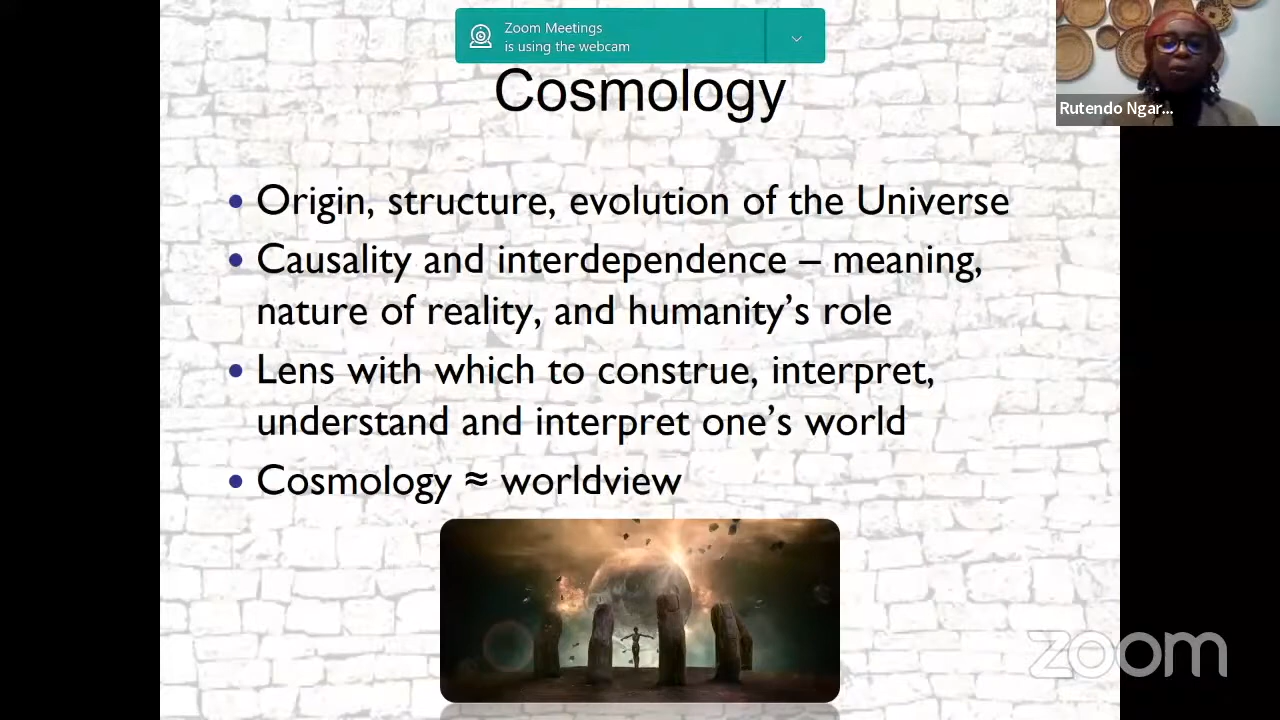 Zoom Meetings
is using the webcam
Cosmology
Rutendo Ngar...
• Origin, structure, evolution of the Universe
• Causality and interdependence – meaning,
nature of reality, and humanity’s role
• Lens with which to construe, interpret,
understand and interpret one’s world
• Cosmology ≈ worldview
zoom